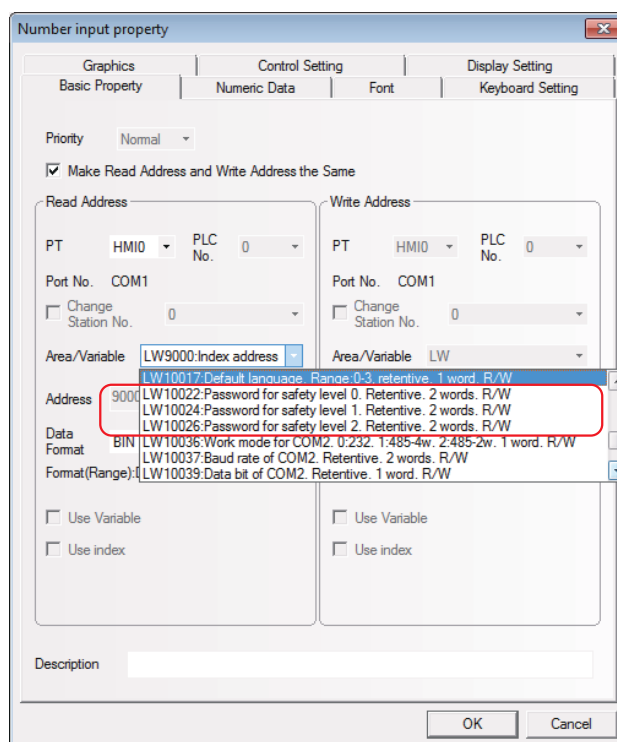 Number input property
Graphics Control Setting Display Setting
Basic Property Numeric Data Font Keyboard Setting
Priority Normal
Make Read Address and Write Address the Same
Read Address Write Address
PT HMI0 PLC No. 0 PT HMI0 PLC No. 0
Port No. COM1 Port No. COM1
Change Station No. 0 Change Station No. 0
Area/Variable LW9000:Index address Area/Variable LW
LW10017:Default language. Range:0-3, retentive. 1 word. R/W
LW10022:Password for safety level 0. Retentive. 2 words. R/W
Address 9000 LW10024:Password for safety level 1. Retentive. 2 words. R/W
LW10026:Password for safety level 2. Retentive. 2 words. R/W
Data Format BIN LW10036:Work mode for COM2. 0:232. 1:485-4w. 2:485-2w. 1 word. R/W
LW10037:Baud rate of COM2. Retentive. 2 words. R/W
Format(Range): LW10039:Data bit of COM2. Retentive. 1 word. R/W
Use Variable Use Variable
Use index Use index
Description
OK Cancel